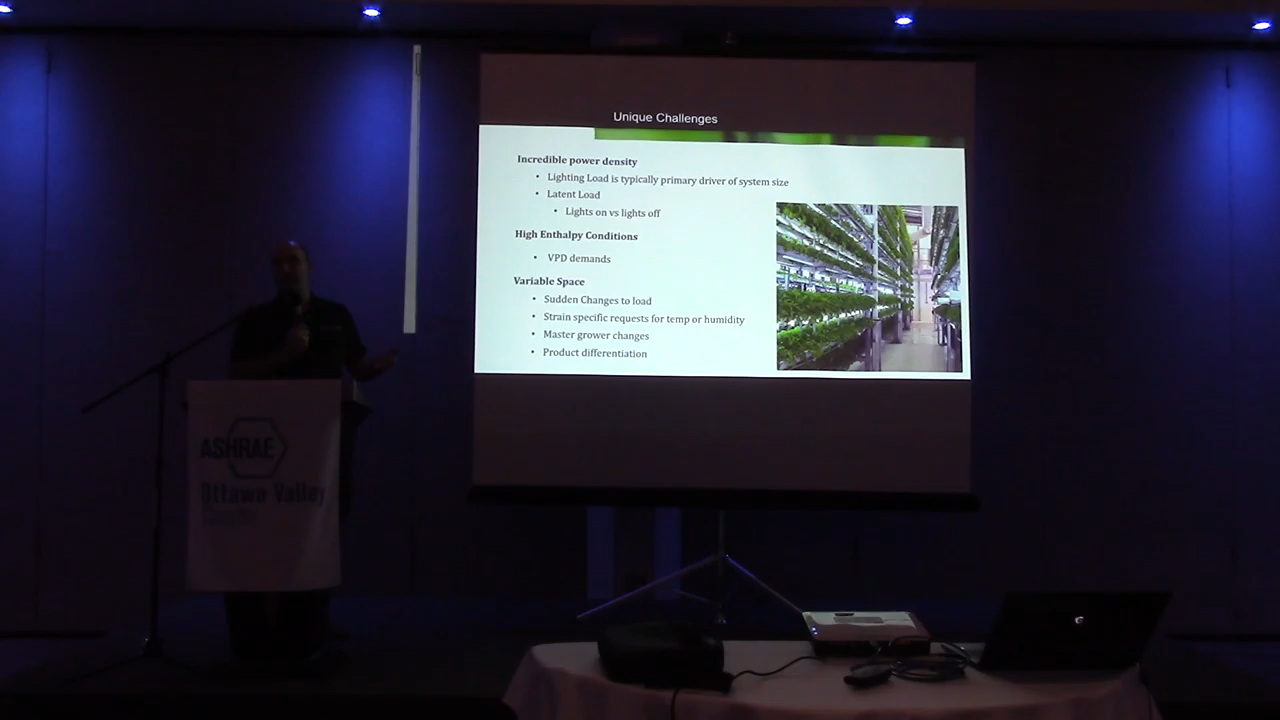 Unique Challenges
Incredible power density
• Lighting Load is typically primary driver of system size
• Latent Load
• Lights on vs lights off
High Enthalpy Conditions
• VPD demands
Variable Space
• Sudden Changes to load
• Strain specific requests for temp or humidity
• Master grower changes
• Product differentiation
ASHRAE
Ottawa Valley